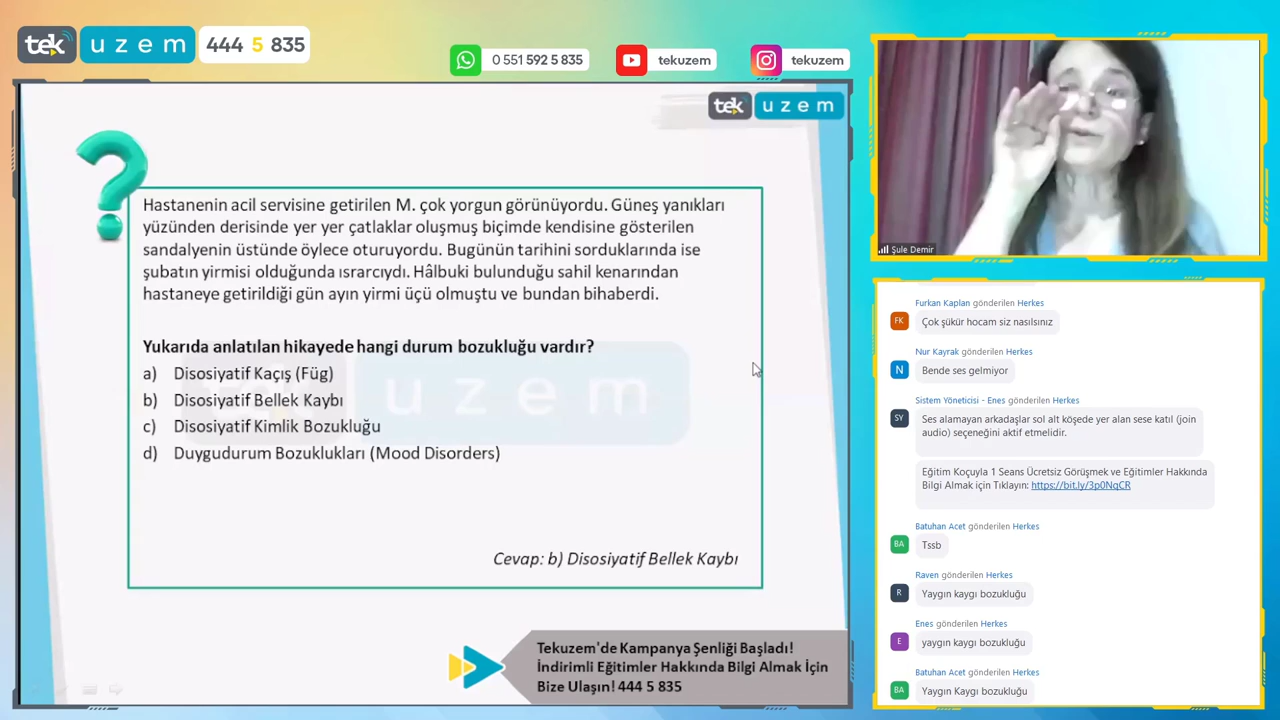 tek uzem 444 5 835
0 551 592 5 835
tekuzem
tekuzem
tek uzem
Hastanenin acil servisine getirilen M. çok yorgun görünüyordu. Güneş yanıkları
yüzünden derisinde yer yer çatlaklar oluşmuş biçimde kendisine gösterilen
sandalyenin üstünde öylece oturuyordu. Bugünün tarihini sorduklarında ise
şubatın yirmisi olduğunda ısrarcıydı. Hâlbuki bulunduğu sahil kenarından
hastaneye getirildiği gün ayın yirmi üçü olmuştu ve bundan bihaberdi.
Yukarıda anlatılan hikayede hangi durum bozukluğu vardır?
a) Disosiyatif Kaçış (Füg)
b) Disosiyatif Bellek Kaybı
c) Disosiyatif Kimlik Bozukluğu
d) Duygudurum Bozuklukları (Mood Disorders)
uzem
Cevap: b) Disosiyatif Bellek Kaybı
Tekuzem'de Kampanya Şenliği Başladı!
İndirimli Eğitimler Hakkında Bilgi Almak İçin
Bize Ulaşın! 444 5 835
Şule Demir
Furkan Kaplan gönderilen Herkes
FK
Çok şükür hocam siz nasılsınız
Nur Kayrak gönderilen Herkes
N
Bende ses gelmiyor
Sistem Yöneticisi - Enes gönderilen Herkes
SY
Ses alamayan arkadaşlar sol alt köşede yer alan sese katıl (join
audio) seçeneğini aktif etmelidir.
Eğitim Koçuyla 1 Seans Ücretsiz Görüşmek ve Eğitimler Hakkında
Bilgi Almak için Tıklayın: https://bit.ly/3p0NqCR
Batuhan Acet gönderilen Herkes
BA
Tssb
Raven gönderilen Herkes
R
Yaygın kaygı bozukluğu
Enes gönderilen Herkes
E
yaygın kaygı bozukluğu
Batuhan Acet gönderilen Herkes
BA
Yaygın Kaygı bozukluğu